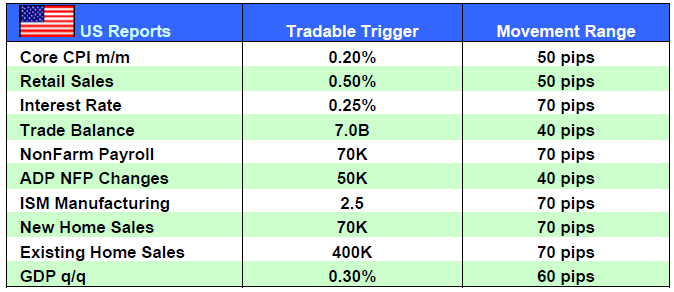 US Reports Tradable Trigger Movement Range
Core CPI m/m 0.20% 50 pips
Retail Sales 0.50% 50 pips
Interest Rate 0.25% 70 pips
Trade Balance 7.0B 40 pips
NonFarm Payroll 70K 70 pips
ADP NFP Changes 50K 40 pips
ISM Manufacturing 2.5 70 pips
New Home Sales 70K 70 pips
Existing Home Sales 400K 70 pips
GDP q/q 0.30% 60 pips